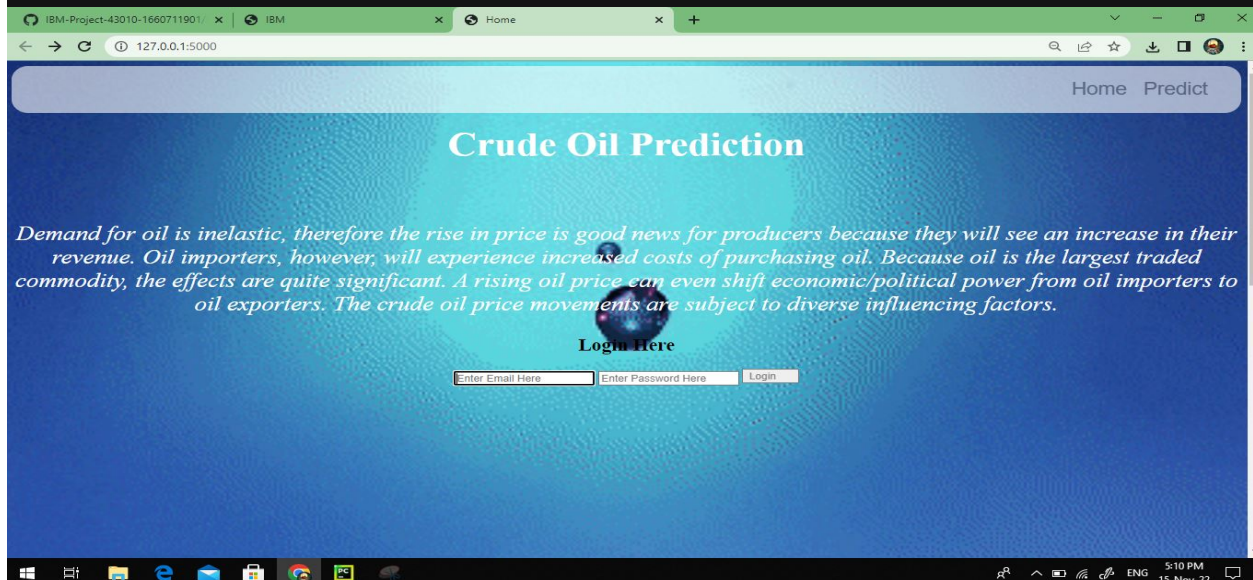 IBM-Project-43010-1660711901/
IBM
Home
127.0.0.1:5000
Home Predict
Crude Oil Prediction
Demand for oil is inelastic, therefore the rise in price is good news for producers because they will see an increase in their
revenue. Oil importers, however, will experience increased costs of purchasing oil. Because oil is the largest traded
commodity, the effects are quite significant. A rising oil price can even shift economic/political power from oil importers to
oil exporters. The crude oil price movements are subject to diverse influencing factors.
Login Here
Enter Email Here Enter Password Here Login
PC
ENG 5:10 PM
15-Nov-22